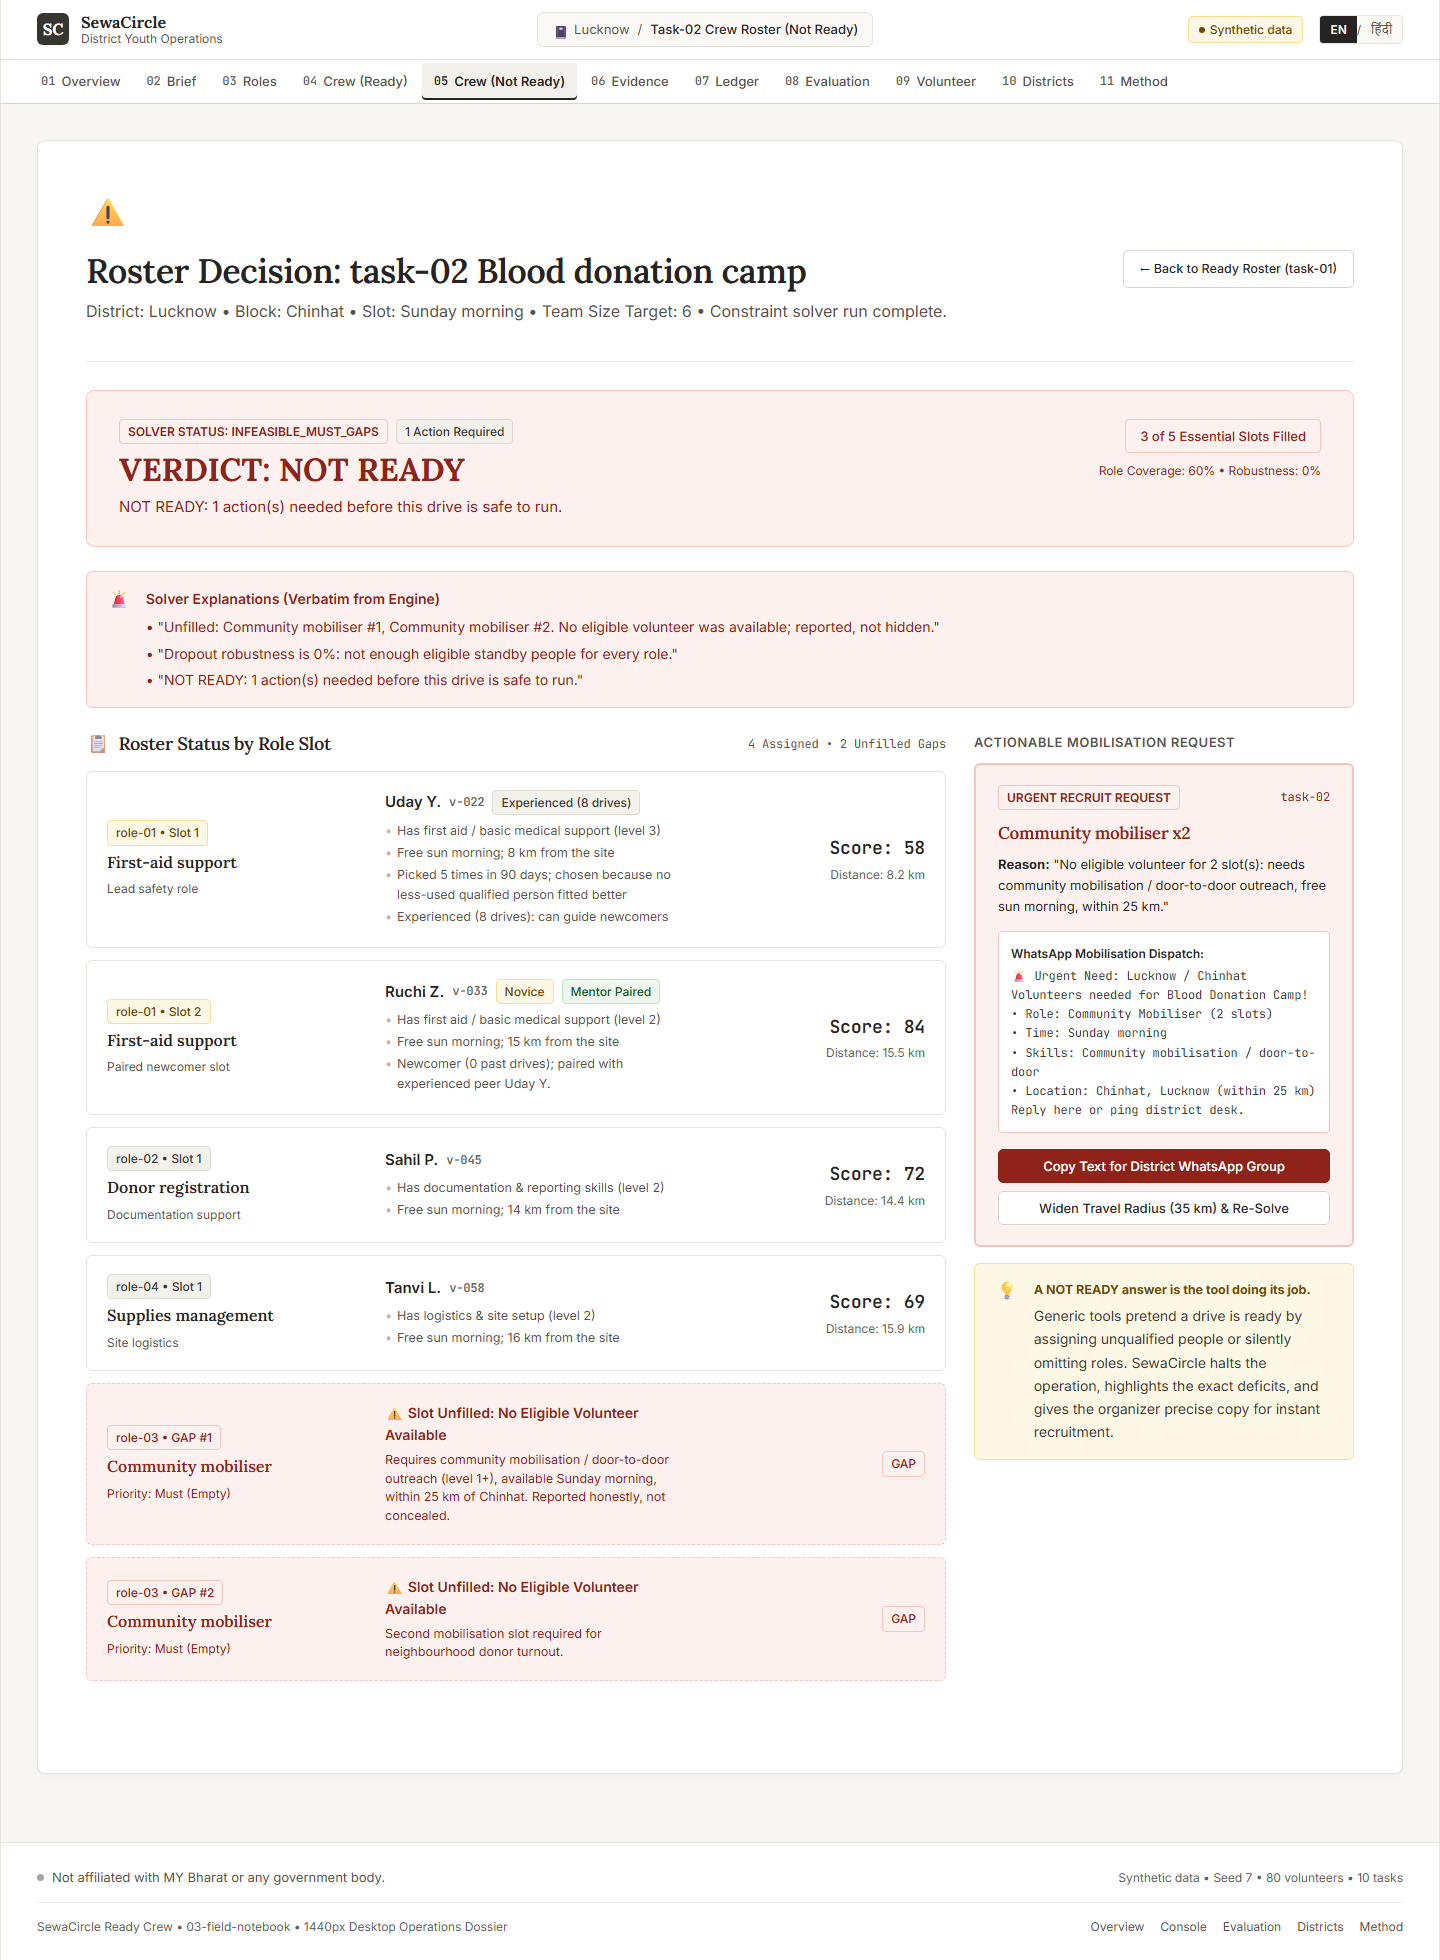 SC
SewaCircle
District Youth Operations
Lucknow / Task-02 Crew Roster (Not Ready)
Synthetic data
EN / हिंदी
01 Overview
02 Brief
03 Roles
04 Crew (Ready)
05 Crew (Not Ready)
06 Evidence
07 Ledger
08 Evaluation
09 Volunteer
10 Districts
11 Method
Roster Decision: task-02 Blood donation camp
← Back to Ready Roster (task-01)
District: Lucknow • Block: Chinhat • Slot: Sunday morning • Team Size Target: 6 • Constraint solver run complete.
SOLVER STATUS: INFEASIBLE_MUST_GAPS
1 Action Required
VERDICT: NOT READY
NOT READY: 1 action(s) needed before this drive is safe to run.
3 of 5 Essential Slots Filled
Role Coverage: 60% • Robustness: 0%
Solver Explanations (Verbatim from Engine)
• "Unfilled: Community mobiliser #1, Community mobiliser #2. No eligible volunteer was available; reported, not hidden."
• "Dropout robustness is 0%: not enough eligible standby people for every role."
• "NOT READY: 1 action(s) needed before this drive is safe to run."
Roster Status by Role Slot
4 Assigned • 2 Unfilled Gaps
role-01 • Slot 1
First-aid support
Lead safety role
Uday Y. v-022 Experienced (8 drives)
• Has first aid / basic medical support (level 3)
• Free sun morning; 8 km from the site
• Picked 5 times in 90 days; chosen because no
less-used qualified person fitted better
• Experienced (8 drives): can guide newcomers
Score: 58
Distance: 8.2 km
role-01 • Slot 2
First-aid support
Paired newcomer slot
Ruchi Z. v-033 Novice Mentor Paired
• Has first aid / basic medical support (level 2)
• Free sun morning; 15 km from the site
• Newcomer (0 past drives); paired with
experienced peer Uday Y.
Score: 84
Distance: 15.5 km
role-02 • Slot 1
Donor registration
Documentation support
Sahil P. v-045
• Has documentation & reporting skills (level 2)
• Free sun morning; 14 km from the site
Score: 72
Distance: 14.4 km
role-04 • Slot 1
Supplies management
Site logistics
Tanvi L. v-058
• Has logistics & site setup (level 2)
• Free sun morning; 16 km from the site
Score: 69
Distance: 15.9 km
role-03 • GAP #1
Community mobiliser
Priority: Must (Empty)
Slot Unfilled: No Eligible Volunteer
Available
Requires community mobilisation / door-to-door
outreach (level 1+), available Sunday morning,
within 25 km of Chinhat. Reported honestly, not
concealed.
GAP
role-03 • GAP #2
Community mobiliser
Priority: Must (Empty)
Slot Unfilled: No Eligible Volunteer
Available
Second mobilisation slot required for
neighbourhood donor turnout.
GAP
ACTIONABLE MOBILISATION REQUEST
URGENT RECRUIT REQUEST
task-02
Community mobiliser x2
Reason: "No eligible volunteer for 2 slot(s): needs
community mobilisation / door-to-door outreach, free
sun morning, within 25 km."
WhatsApp Mobilisation Dispatch:
Urgent Need: Lucknow / Chinhat
Volunteers needed for Blood Donation Camp!
• Role: Community Mobiliser (2 slots)
• Time: Sunday morning
• Skills: Community mobilisation / door-to-
door
• Location: Chinhat, Lucknow (within 25 km)
Reply here or ping district desk.
Copy Text for District WhatsApp Group
Widen Travel Radius (35 km) & Re-Solve
A NOT READY answer is the tool doing its job.
Generic tools pretend a drive is ready by
assigning unqualified people or silently
omitting roles. SewaCircle halts the
operation, highlights the exact deficits, and
gives the organizer precise copy for instant
recruitment.
Not affiliated with MY Bharat or any government body.
Synthetic data • Seed 7 • 80 volunteers • 10 tasks
SewaCircle Ready Crew • 03-field-notebook • 1440px Desktop Operations Dossier
Overview
Console
Evaluation
Districts
Method